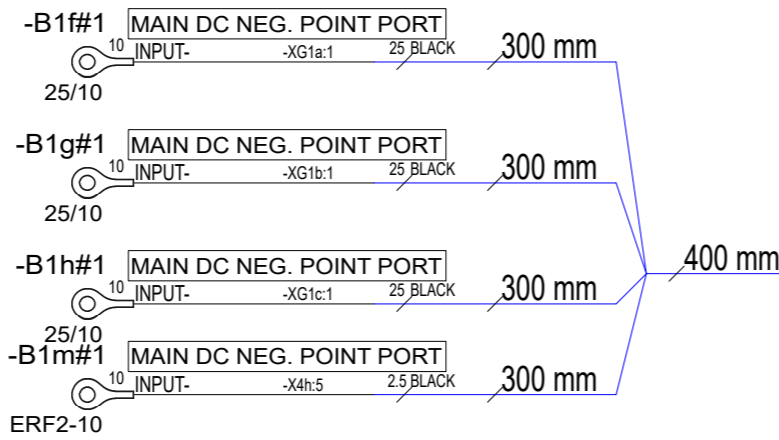 -B1f#1 MAIN DC NEG. POINT PORT
10 INPUT- -XG1a:1 25 BLACK 300 mm
25/10
-B1g#1 MAIN DC NEG. POINT PORT
10 INPUT- -XG1b:1 25 BLACK 300 mm
25/10
-B1h#1 MAIN DC NEG. POINT PORT
400 mm
10 INPUT- -XG1c:1 25 BLACK 300 mm
25/10
-B1m#1 MAIN DC NEG. POINT PORT
10 INPUT- -X4h:5 2.5 BLACK 300 mm
ERF2-10